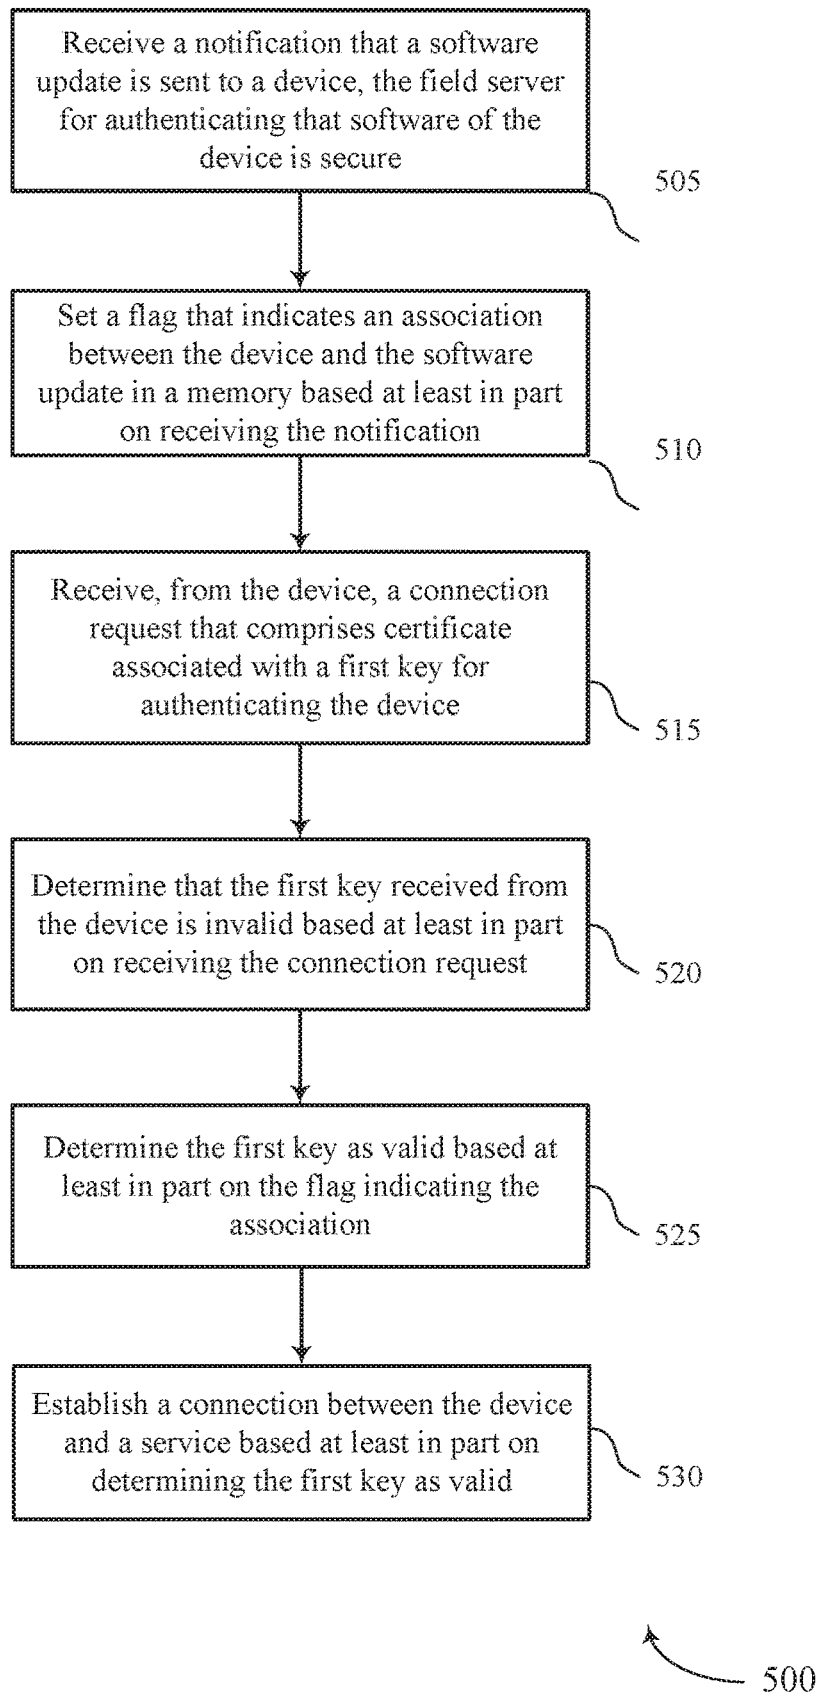 Receive a notification that a software
update is sent to a device, the field server
for authenticating that software of the
device is secure
505
Set a flag that indicates an association
between the device and the software
update in a memory based at least in part
on receiving the notification
510
Receive, from the device, a connection
request that comprises certificate
associated with a first key for
authenticating the device
515
Determine that the first key received from
the device is invalid based at least in part
on receiving the connection request
520
Determine the first key as valid based at
least in part on the flag indicating the
association
525
Establish a connection between the device
and a service based at least in part on
determining the first key as valid
530
500